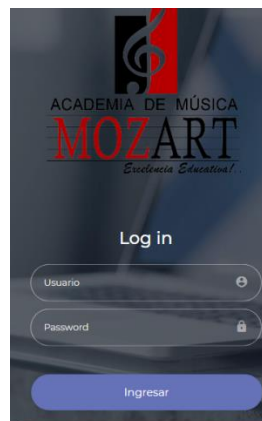 ACADEMIA DE MÚSICA
MOZART
Excelencia Educativa!..
Log in
Usuario
Password
Ingresar